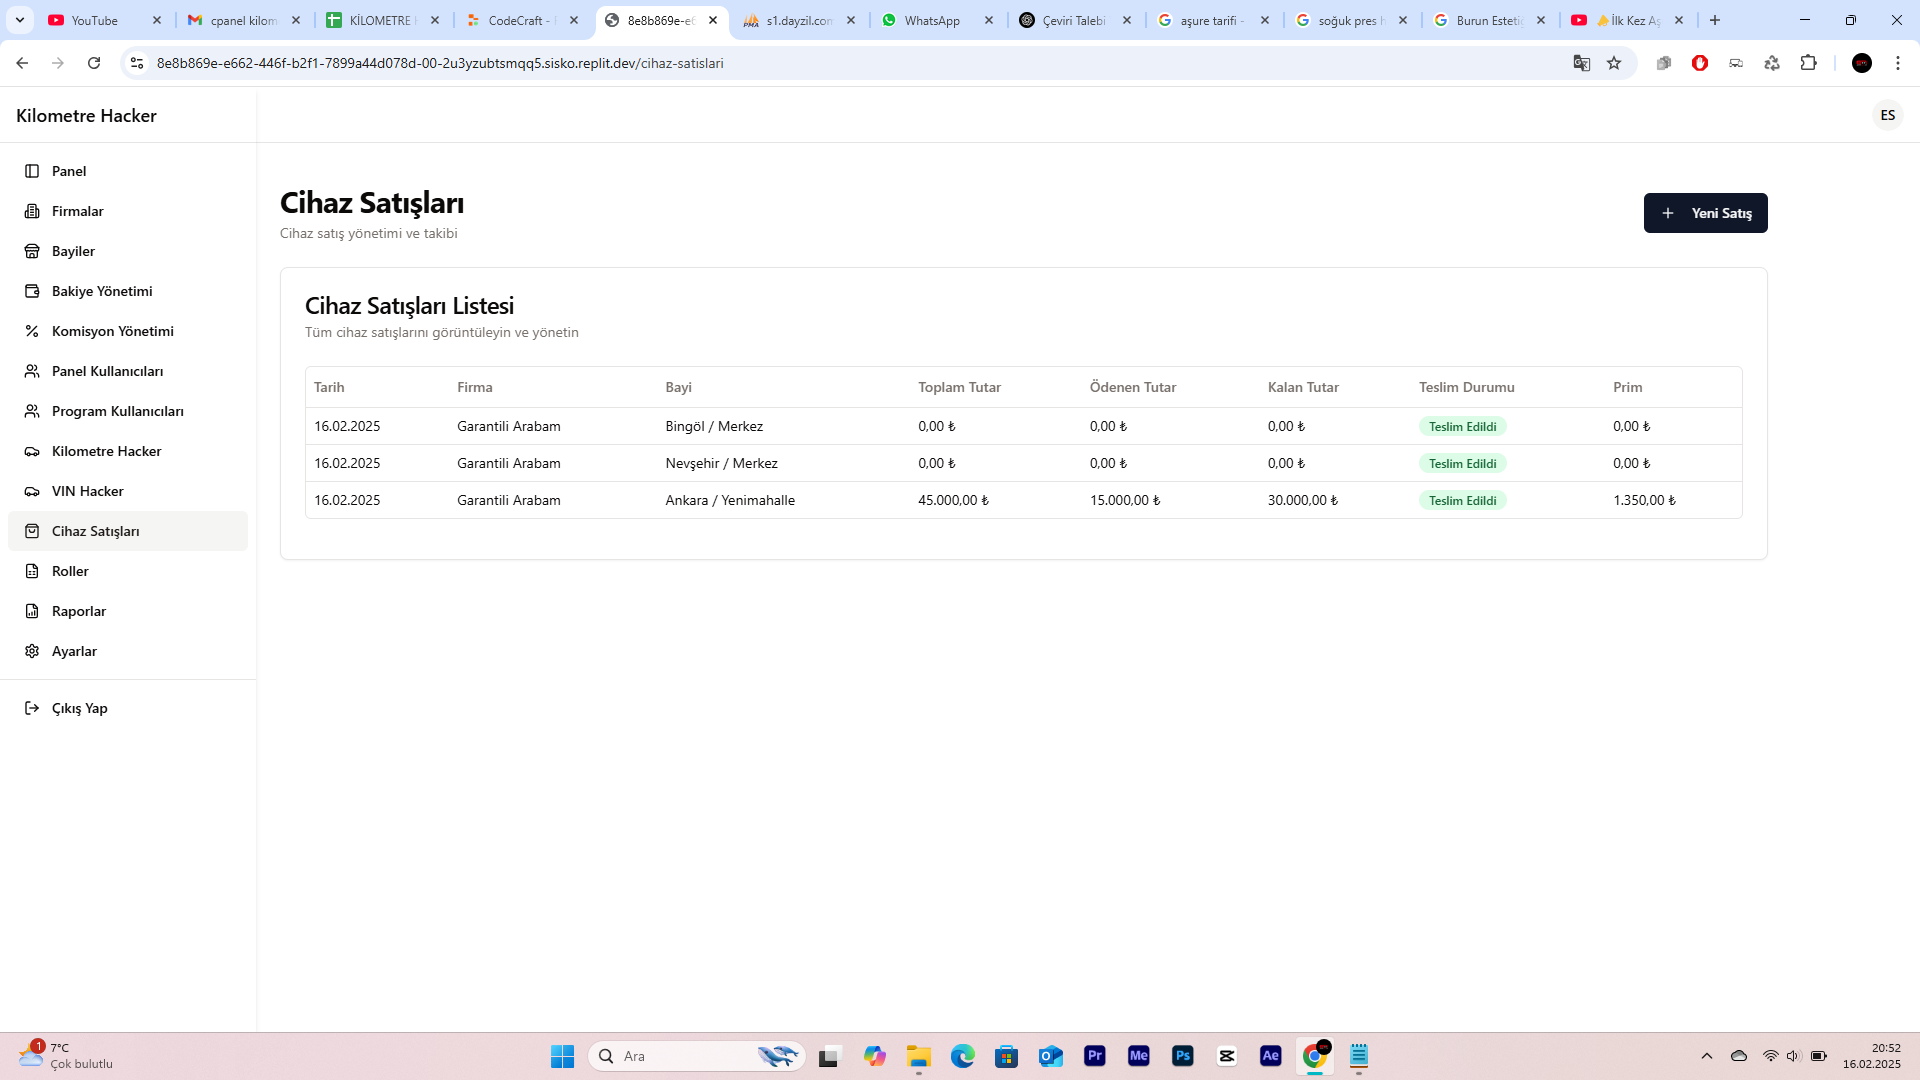 YouTube
cpanel kilom
KİLOMETRE H
CodeCraft -
8e8b869e-e6
s1.dayzil.com
WhatsApp
Çeviri Talebi
aşure tarifi -
soğuk pres h
Burun Esteti
İlk Kez Aş
8e8b869e-e662-446f-b2f1-7899a44d078d-00-2u3yzubtsmqq5.sisko.replit.dev/cihaz-satislari
Kilometre Hacker
ES
Panel
Firmalar
Bayiler
Bakiye Yönetimi
Komisyon Yönetimi
Panel Kullanıcıları
Program Kullanıcıları
Kilometre Hacker
VIN Hacker
Cihaz Satışları
Roller
Raporlar
Ayarlar
Çıkış Yap
Cihaz Satışları
Cihaz satış yönetimi ve takibi
Yeni Satış
Cihaz Satışları Listesi
Tüm cihaz satışlarını görüntüleyin ve yönetin
Tarih Firma Bayi Toplam Tutar Ödenen Tutar Kalan Tutar Teslim Durumu Prim
16.02.2025 Garantili Arabam Bingöl / Merkez 0,00 ₺ 0,00 ₺ 0,00 ₺ Teslim Edildi 0,00 ₺
16.02.2025 Garantili Arabam Nevşehir / Merkez 0,00 ₺ 0,00 ₺ 0,00 ₺ Teslim Edildi 0,00 ₺
16.02.2025 Garantili Arabam Ankara / Yenimahalle 45.000,00 ₺ 15.000,00 ₺ 30.000,00 ₺ Teslim Edildi 1.350,00 ₺
1
7°C
Çok bulutlu
Ara
Pr
Me
Ps
Ae
20:52
16.02.2025